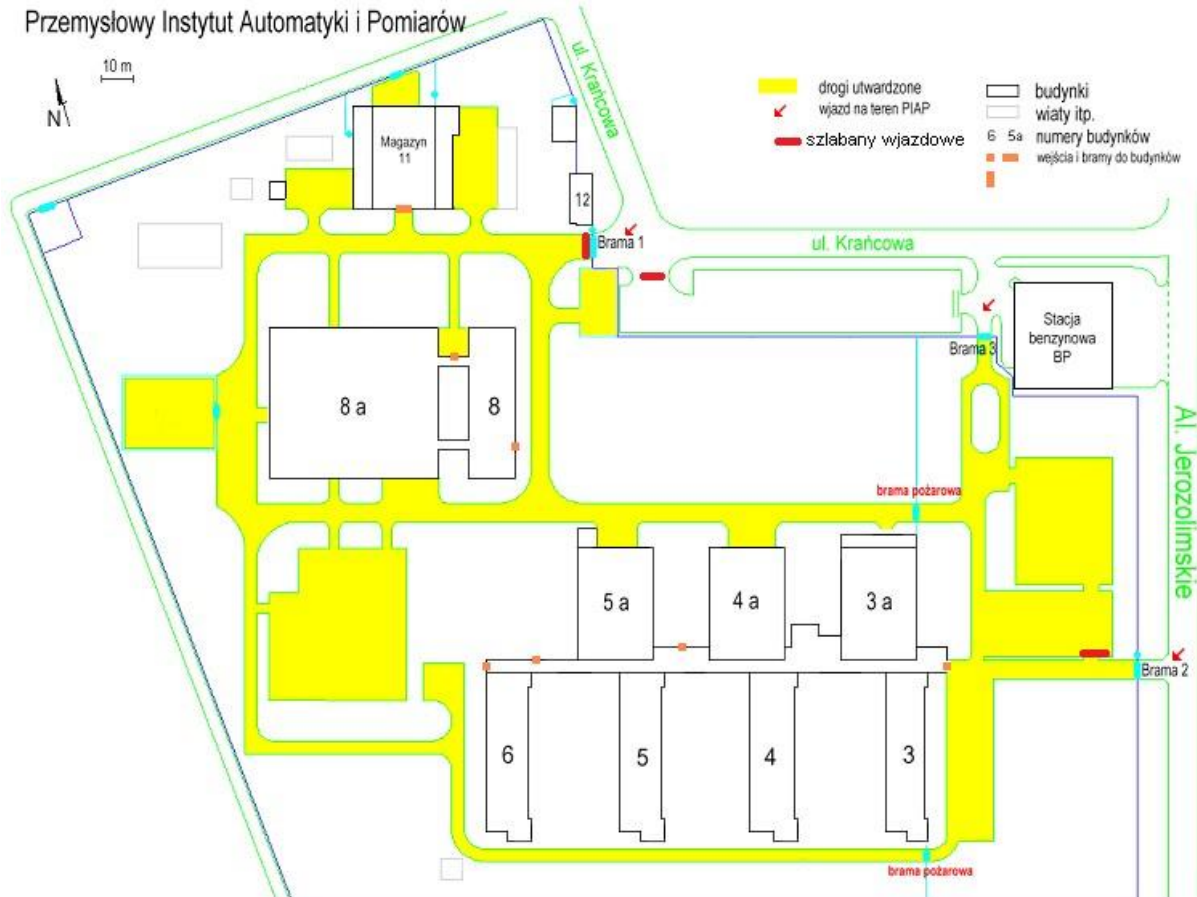 Przemysłowy Instytut Automatyki i Pomiarów
10 m
N
ul. Krańcowa
drogi utwardzone
wjazd na teren PIAP
szlabany wjazdowe
budynki
wiaty itp.
6 5a numery budynków
wejścia i bramy do budynków
Magazyn
11
12
Brama 1
ul. Krańcowa
Stacja
benzynowa
BP
Brama 3
8 a
8
Al. Jerozolimskie
brama pożarowa
5 a
4 a
3 a
Brama 2
6
5
4
3
brama pożarowa